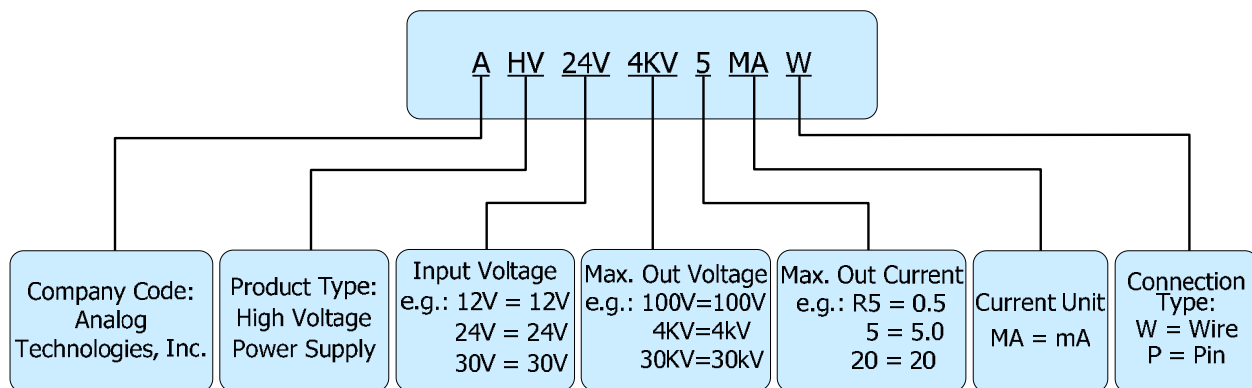 A HV 24V 4KV 5 MA W
Company Code:
Analog
Technologies, Inc.
Product Type:
High Voltage
Power Supply
Input Voltage
e.g.: 12V = 12V
24V = 24V
30V = 30V
Max. Out Voltage
e.g.: 100V=100V
4KV=4kV
30KV=30kV
Max. Out Current
e.g.: R5 = 0.5
5 = 5.0
20 = 20
Current Unit
MA = mA
Connection
Type:
W = Wire
P = Pin